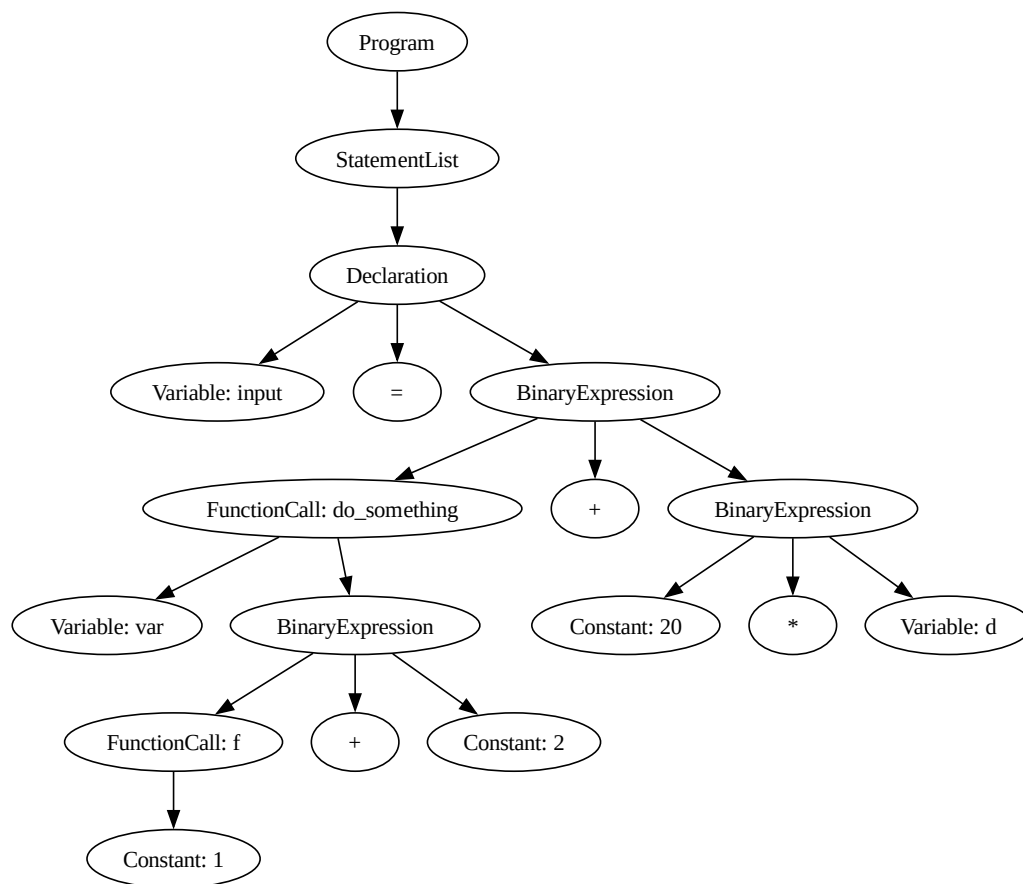 Program
StatementList
Declaration
Variable: input
=
BinaryExpression
FunctionCall: do_something
+
BinaryExpression
Variable: var
BinaryExpression
Constant: 20
*
Variable: d
FunctionCall: f
+
Constant: 2
Constant: 1